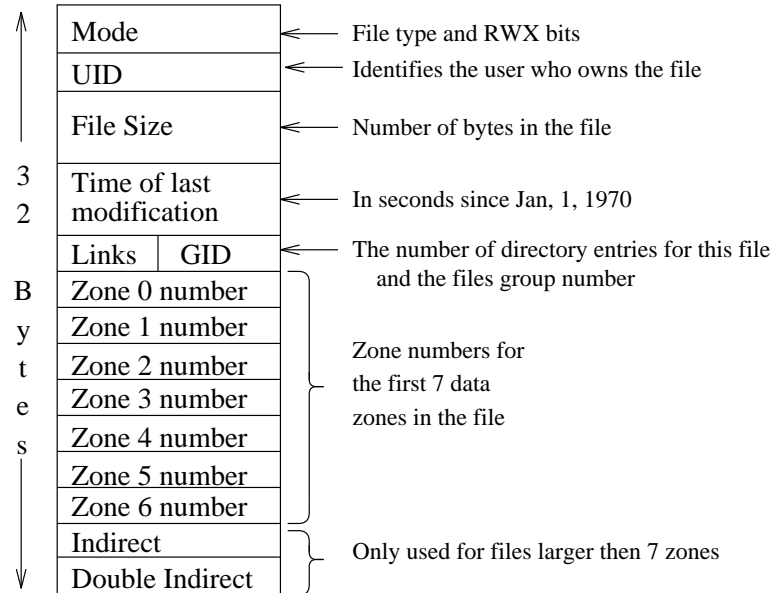 Mode
File type and RWX bits
UID
Identifies the user who owns the file
File Size
Number of bytes in the file
32
Time of last
modification
In seconds since Jan, 1, 1970
Links GID
The number of directory entries for this file
and the files group number
Bytes
Zone 0 number
Zone 1 number
Zone 2 number
Zone 3 number
Zone 4 number
Zone 5 number
Zone 6 number
Zone numbers for
the first 7 data
zones in the file
Indirect
Double Indirect
Only used for files larger then 7 zones